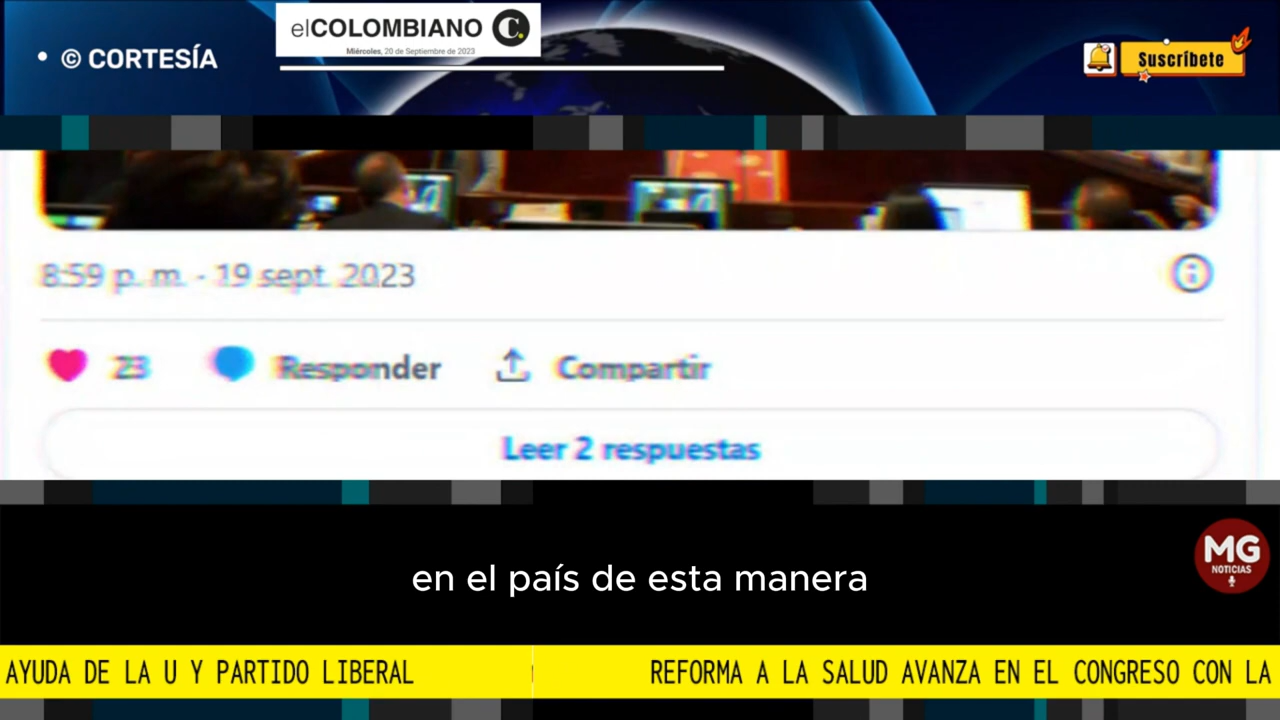 elCOLOMBIANO C.
Miércoles, 20 de Septiembre de 2023
• © CORTESÍA
Suscríbete
8:59 p. m. - 19 sept. 2023
23 Responder Compartir
Leer 2 respuestas
MG
NOTICIAS
en el país de esta manera
AYUDA DE LA U Y PARTIDO LIBERAL
REFORMA A LA SALUD AVANZA EN EL CONGRESO CON LA